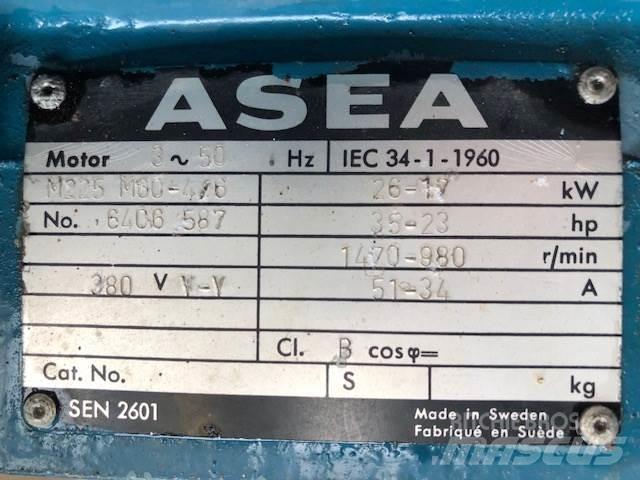 ASEA
Motor 3 ~ 50 Hz IEC 34-1-1960
M225 M60-4/6 26-17 kW
No. 6406 587 35-23 hp
1470-980 r/min
380 V Y-Y 51-34 A
Cl. B cos φ=
Cat. No. S kg
SEN 2601 Made in Sweden
Fabriqué en Suède
MASCUS